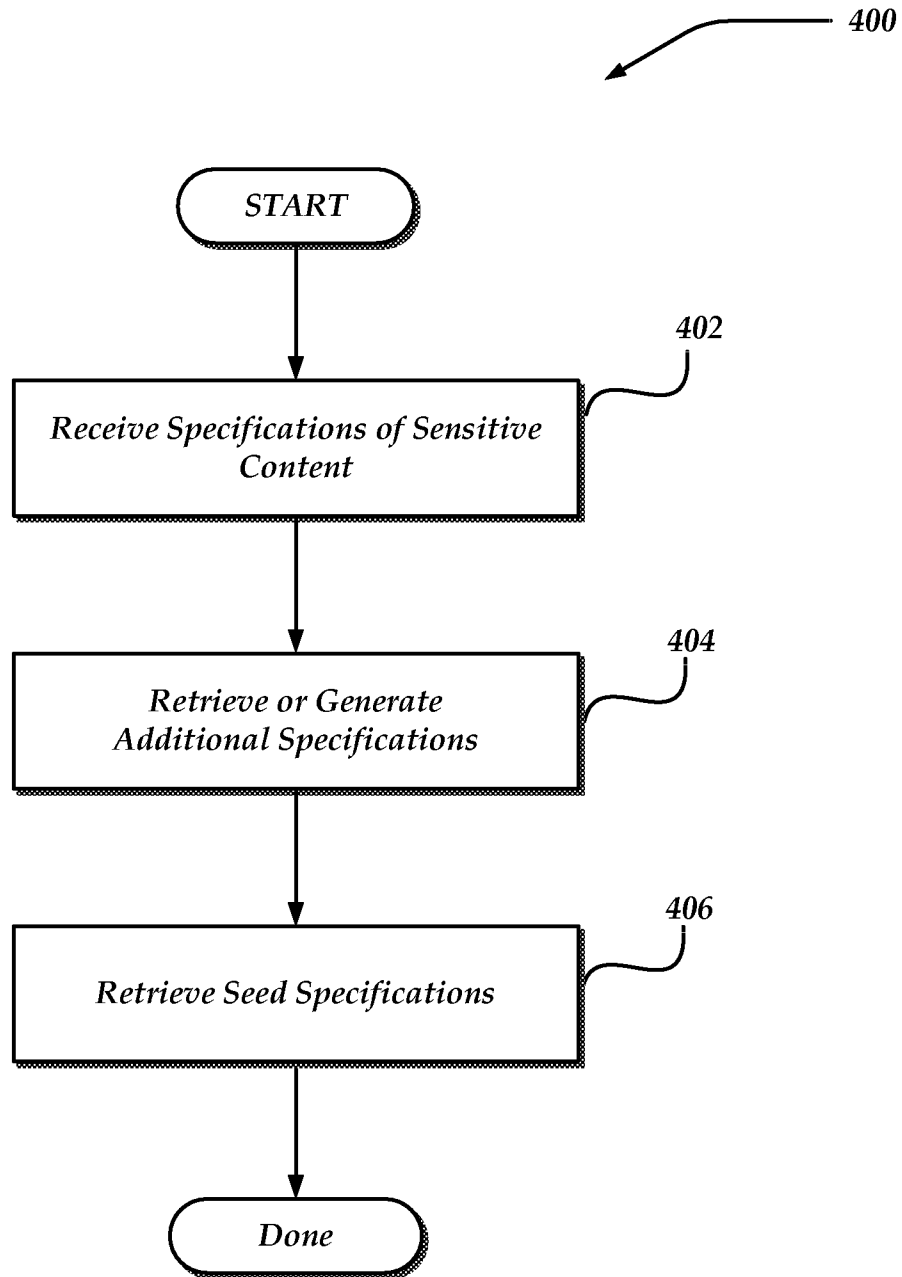 400
START
402
Receive Specifications of Sensitive
Content
404
Retrieve or Generate
Additional Specifications
406
Retrieve Seed Specifications
Done